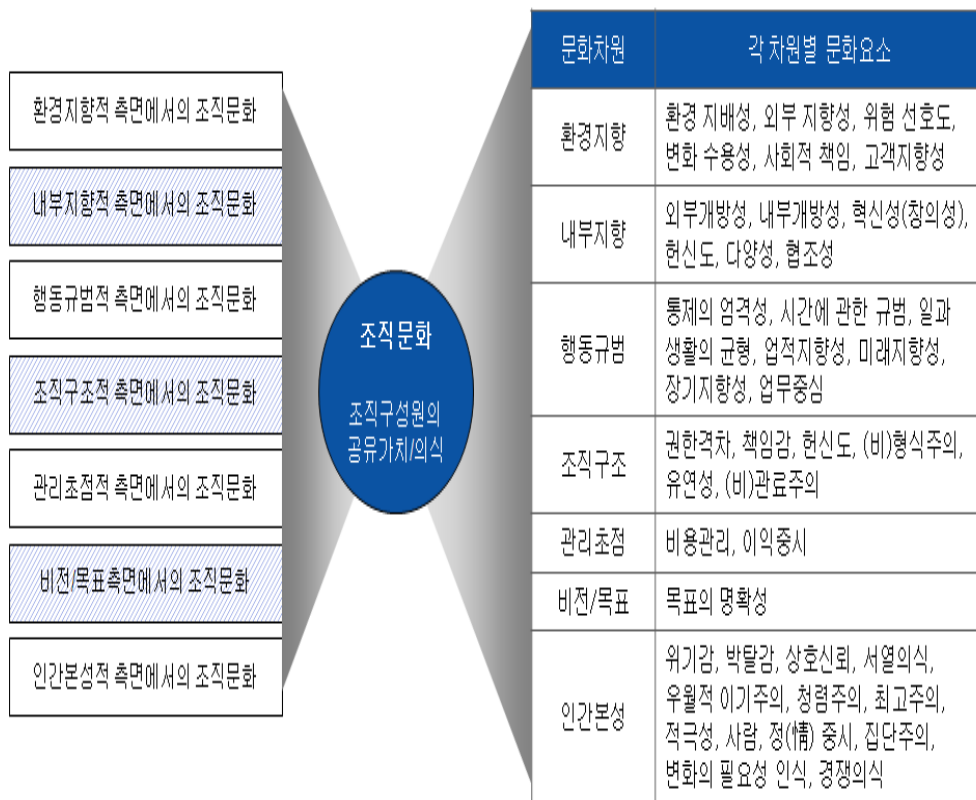 환경지향적 측면에서의 조직문화
내부지향적 측면에서의 조직문화
행동규범적 측면에서의 조직문화
조직구조적 측면에서의 조직문화
관리초점적 측면에서의 조직문화
비전/목표측면에서의 조직문화
인간본성적 측면에서의 조직문화
조직문화
조직구성원의
공유가치/의식
문화차원
각 차원별 문화요소
환경지향
환경 지배성, 외부 지향성, 위험 선호도,
변화 수용성, 사회적 책임, 고객지향성
내부지향
외부개방성, 내부개방성, 혁신성(창의성),
헌신도, 다양성, 협조성
행동규범
통제의 엄격성, 시간에 관한 규범, 일과
생활의 균형, 업적지향성, 미래지향성,
장기지향성, 업무중심
조직구조
권한격차, 책임감, 헌신도, (비)형식주의,
유연성, (비)관료주의
관리초점
비용관리, 이익중시
비전/목표
목표의 명확성
인간본성
위기감, 박탈감, 상호신뢰, 서열의식,
우월적 이기주의, 청렴주의, 최고주의,
적극성, 사람, 정(情) 중시, 집단주의,
변화의 필요성 인식, 경쟁의식